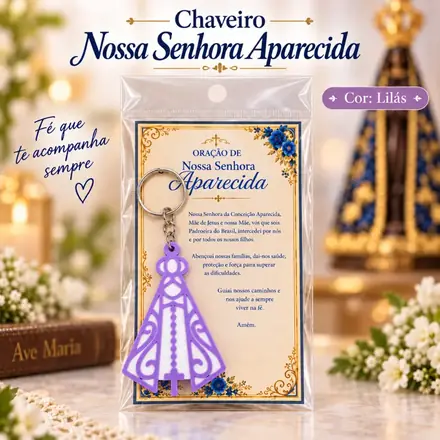 Chaveiro
Nossa Senhora Aparecida
Cor: Lilás
Fé que
te acompanha
sempre
ORAÇÃO DE
Nossa Senhora
Aparecida
Nossa Senhora da Conceição Aparecida,
Mãe de Jesus e nossa Mãe, vós que sois
Padroeira do Brasil, intercedei por nós
e por todos os nossos filhos.
Abençoai nossas famílias, dai-nos saúde,
proteção e força para superar
as dificuldades.
Guiai nossos caminhos e
nos ajude a sempre
viver na fé.
Amém.
Ave Maria